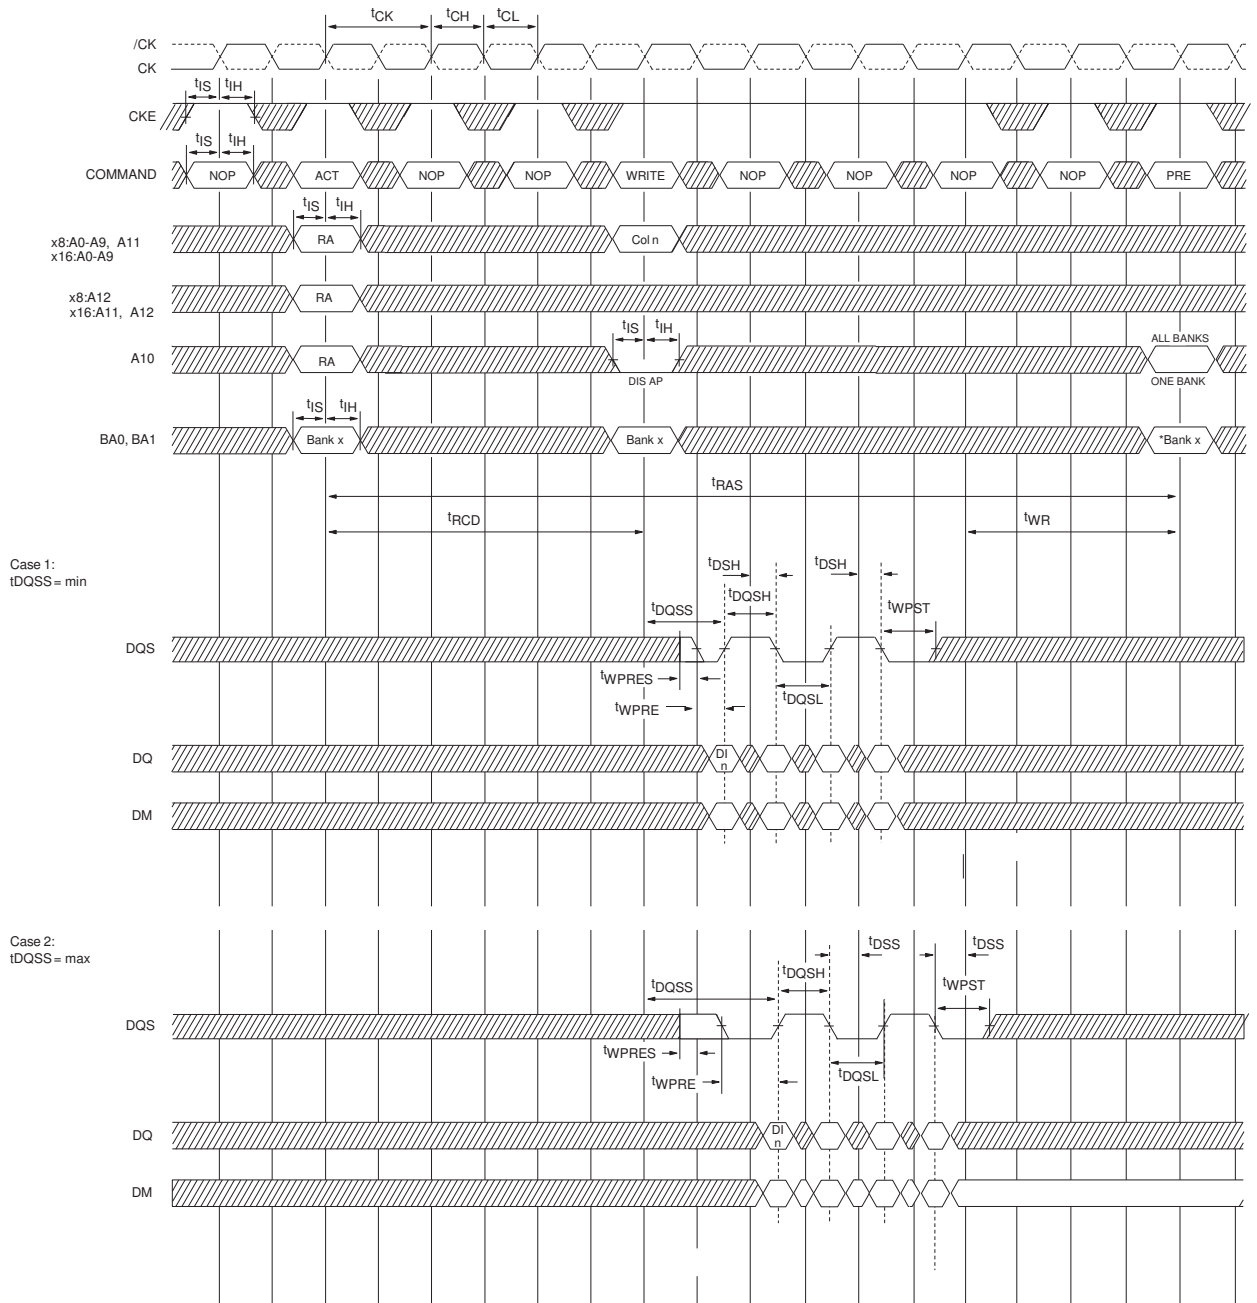 tCK tCH tCL
/CK
CK
tIS tIH
CKE
tIS tIH
COMMAND NOP ACT NOP NOP WRITE NOP NOP NOP NOP PRE
tIS tIH
x8:A0-A9, A11
x16:A0-A9
RA Col n
x8:A12
x16:A11, A12
RA
tIS tIH
ALL BANKS
A10 RA
DIS AP ONE BANK
tIS tIH
BA0, BA1 Bank x Bank x *Bank x
tRAS
tRCD tWR
Case 1:
tDQSS = min
tDSH tDSH
tDQSH
tDQSS tWPST
DQS
tWPRES
tDQSL
tWPRE
DQ DI
n
DM
Case 2:
tDQSS = max
tDSS tDSS
tDQSH
tDQSS tWPST
DQS
tWPRES
tWPRE tDQSL
DQ DI
n
DM